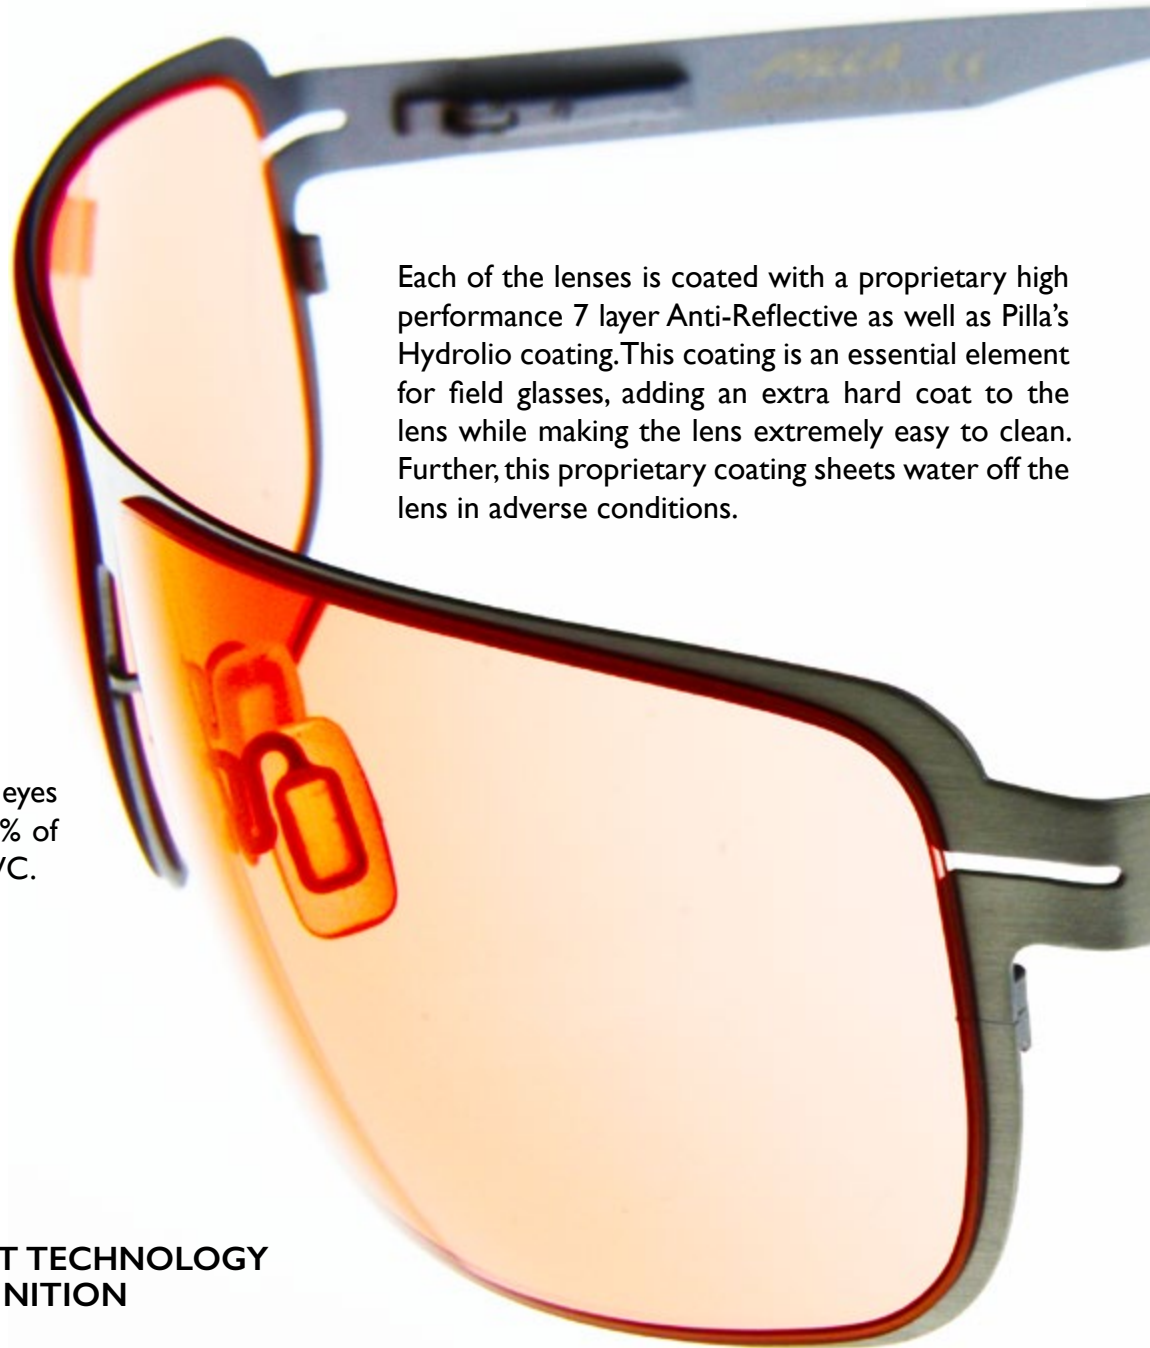 PILLA CE
Each of the lenses is coated with a proprietary high
performance 7 layer Anti-Reflective as well as Pilla’s
Hydrolio coating. This coating is an essential element
for field glasses, adding an extra hard coat to the
lens while making the lens extremely easy to clean.
Further, this proprietary coating sheets water off the
lens in adverse conditions.
eyes
% of
VC.
T TECHNOLOGY
NITION